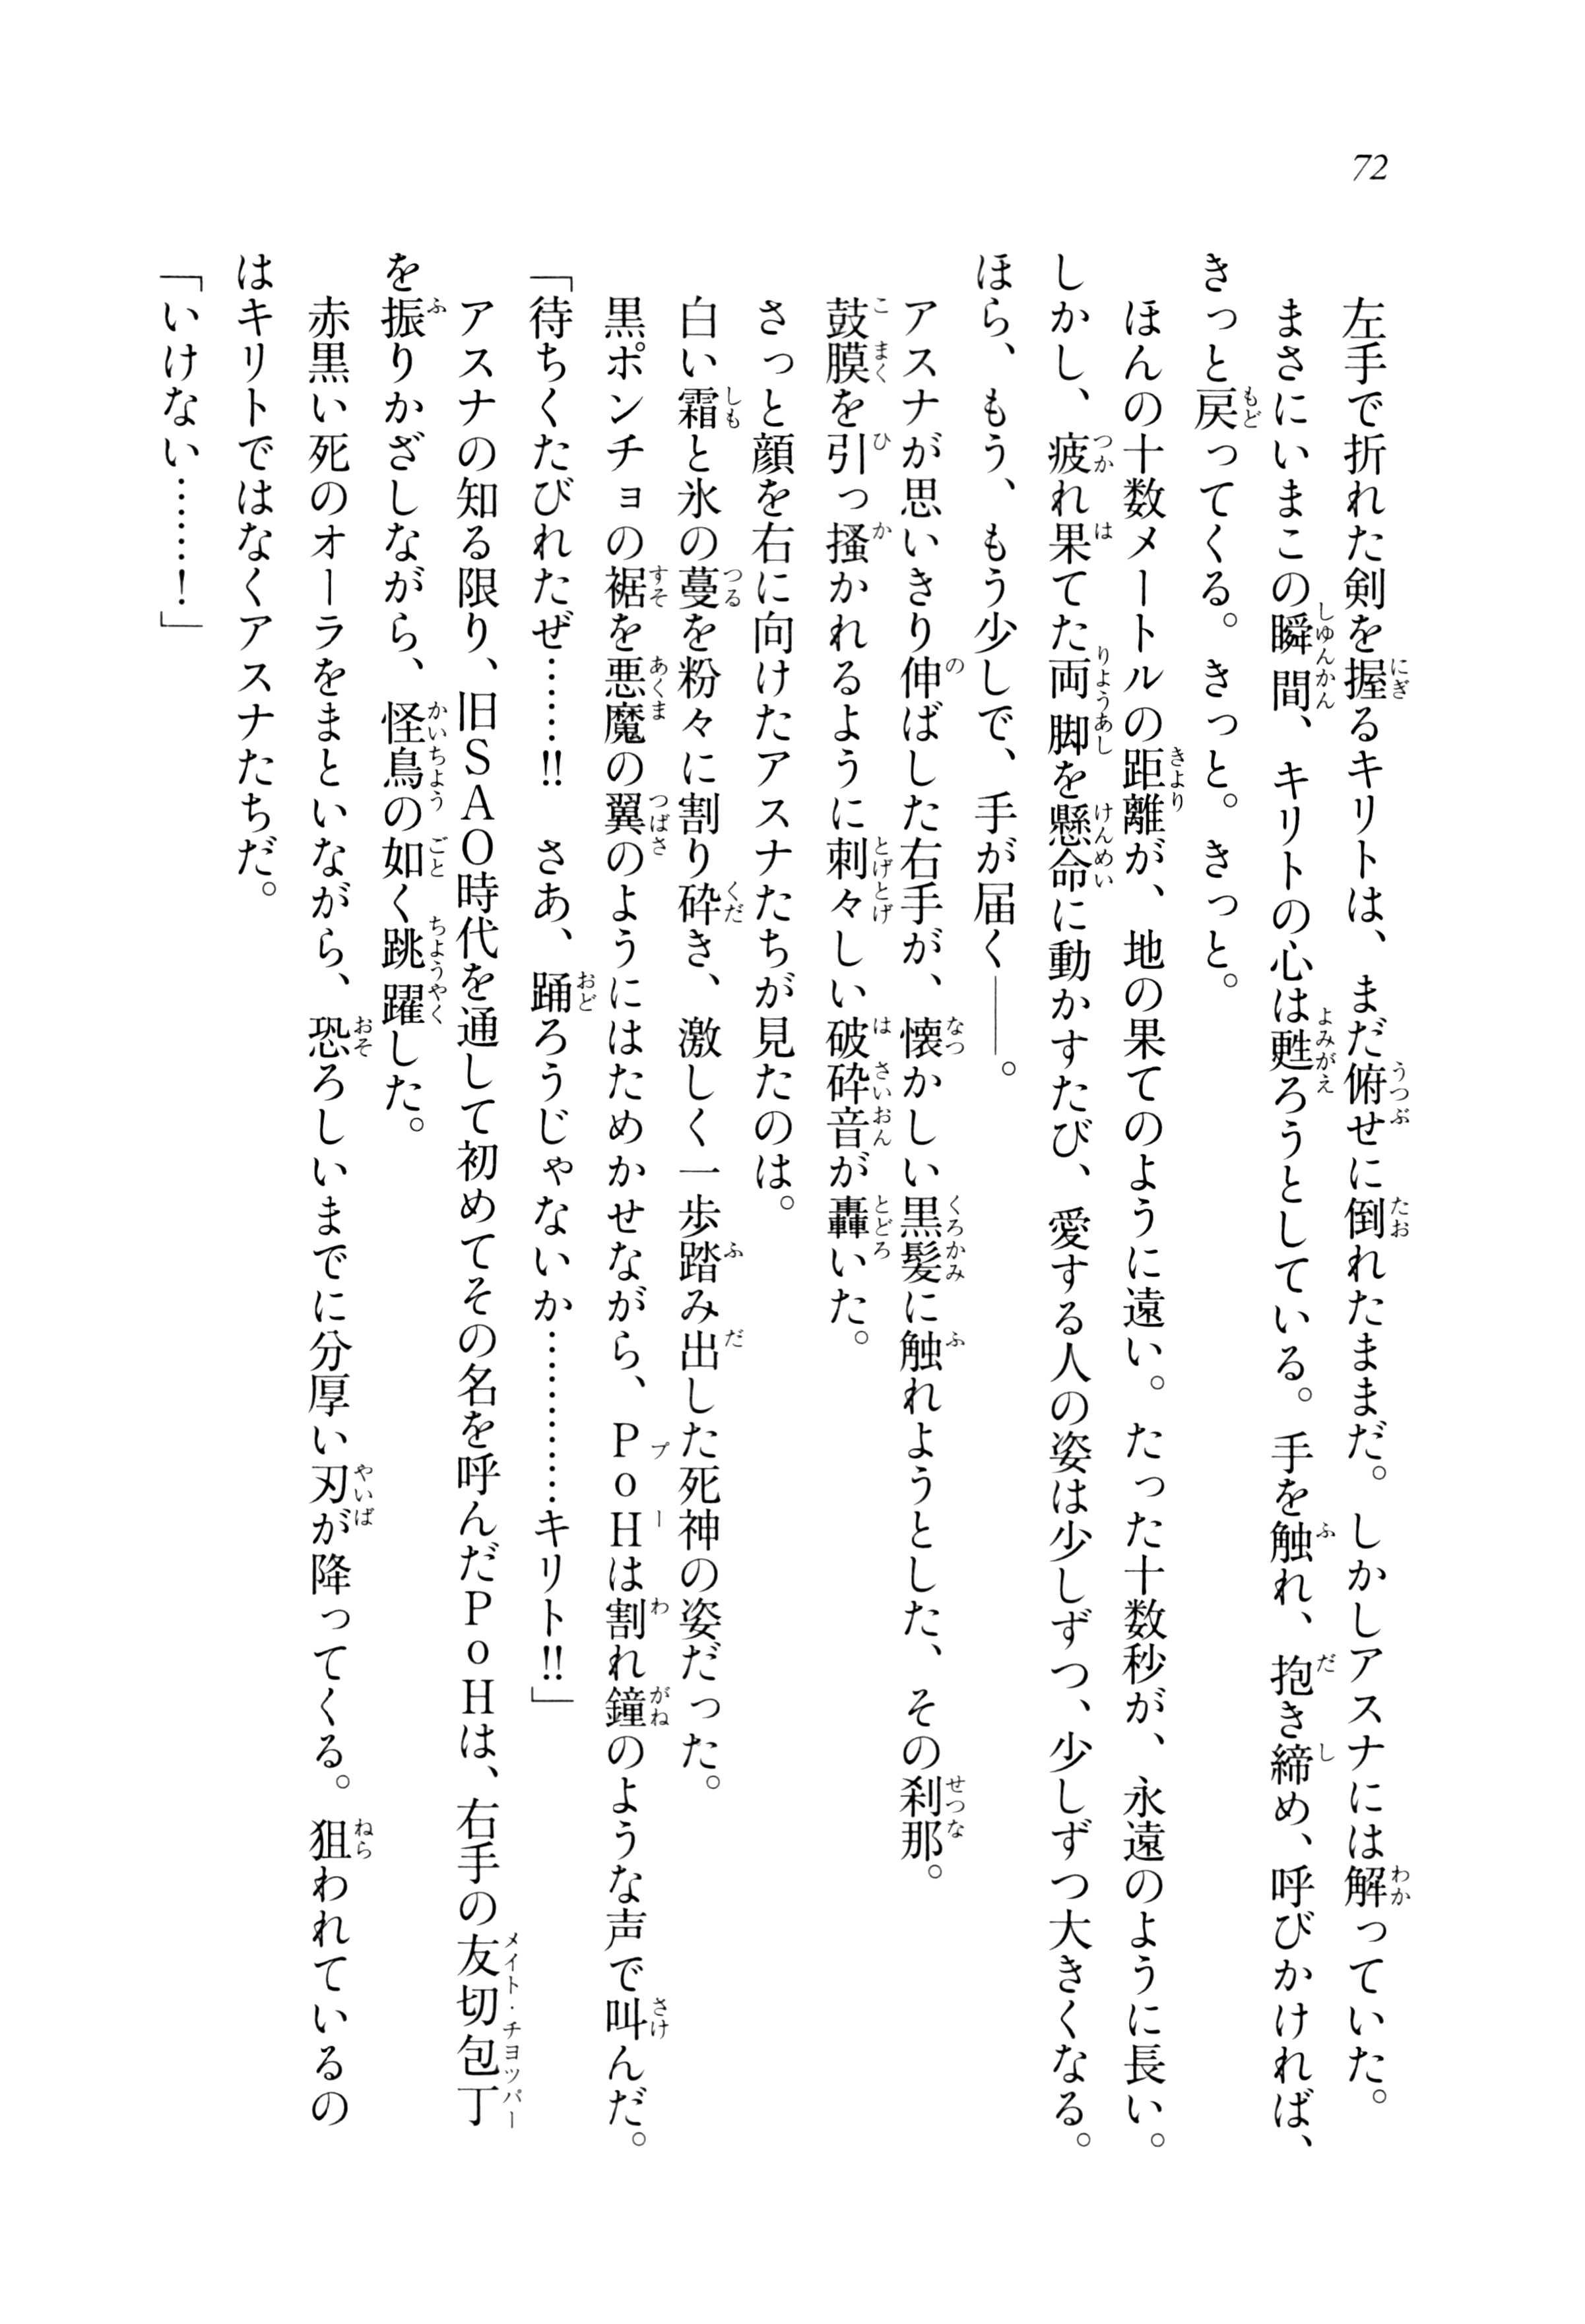 72
左手で折れた剣を握るキリトは、まだ俯せに倒れたままだ。しかしアスナには解っていた。
まさにいまこの瞬間、キリトの心は甦ろうとしている。手を触れ、抱き締め、呼びかければ、
きっと戻ってくる。きっと。きっと。
ほんの十数メートルの距離が、地の果てのように遠い。たった十数秒が、永遠のように長い。
しかし、疲れ果てた両脚を懸命に動かすたび、愛する人の姿は少しずつ、少しずつ大きくなる。
ほら、もう、もう少しで、手が届く――。
アスナが思いきり伸ばした右手が、懐かしい黒髪に触れようとした、その刹那。
鼓膜を引っ掻かれるように刺々しい破砕音が轟いた。
さっと顔を右に向けたアスナたちが見たのは。
白い霜と氷の蔓を粉々に割り砕き、激しく一歩踏み出した死神の姿だった。
黒ポンチョの裾を悪魔の翼のようにはためかせながら、PoHは割れ鐘のような声で叫んだ。
「待ちくたびれたぜ……!!　さあ、踊ろうじゃないか…………キリト!!」
アスナの知る限り、旧SAO時代を通して初めてその名を呼んだPoHは、右手の友切包丁
を振りかざしながら、怪鳥の如く跳躍した。
赤黒い死のオーラをまといながら、恐ろしいまでに分厚い刃が降ってくる。狙われているの
はキリトではなくアスナたちだ。
「いけない……！」